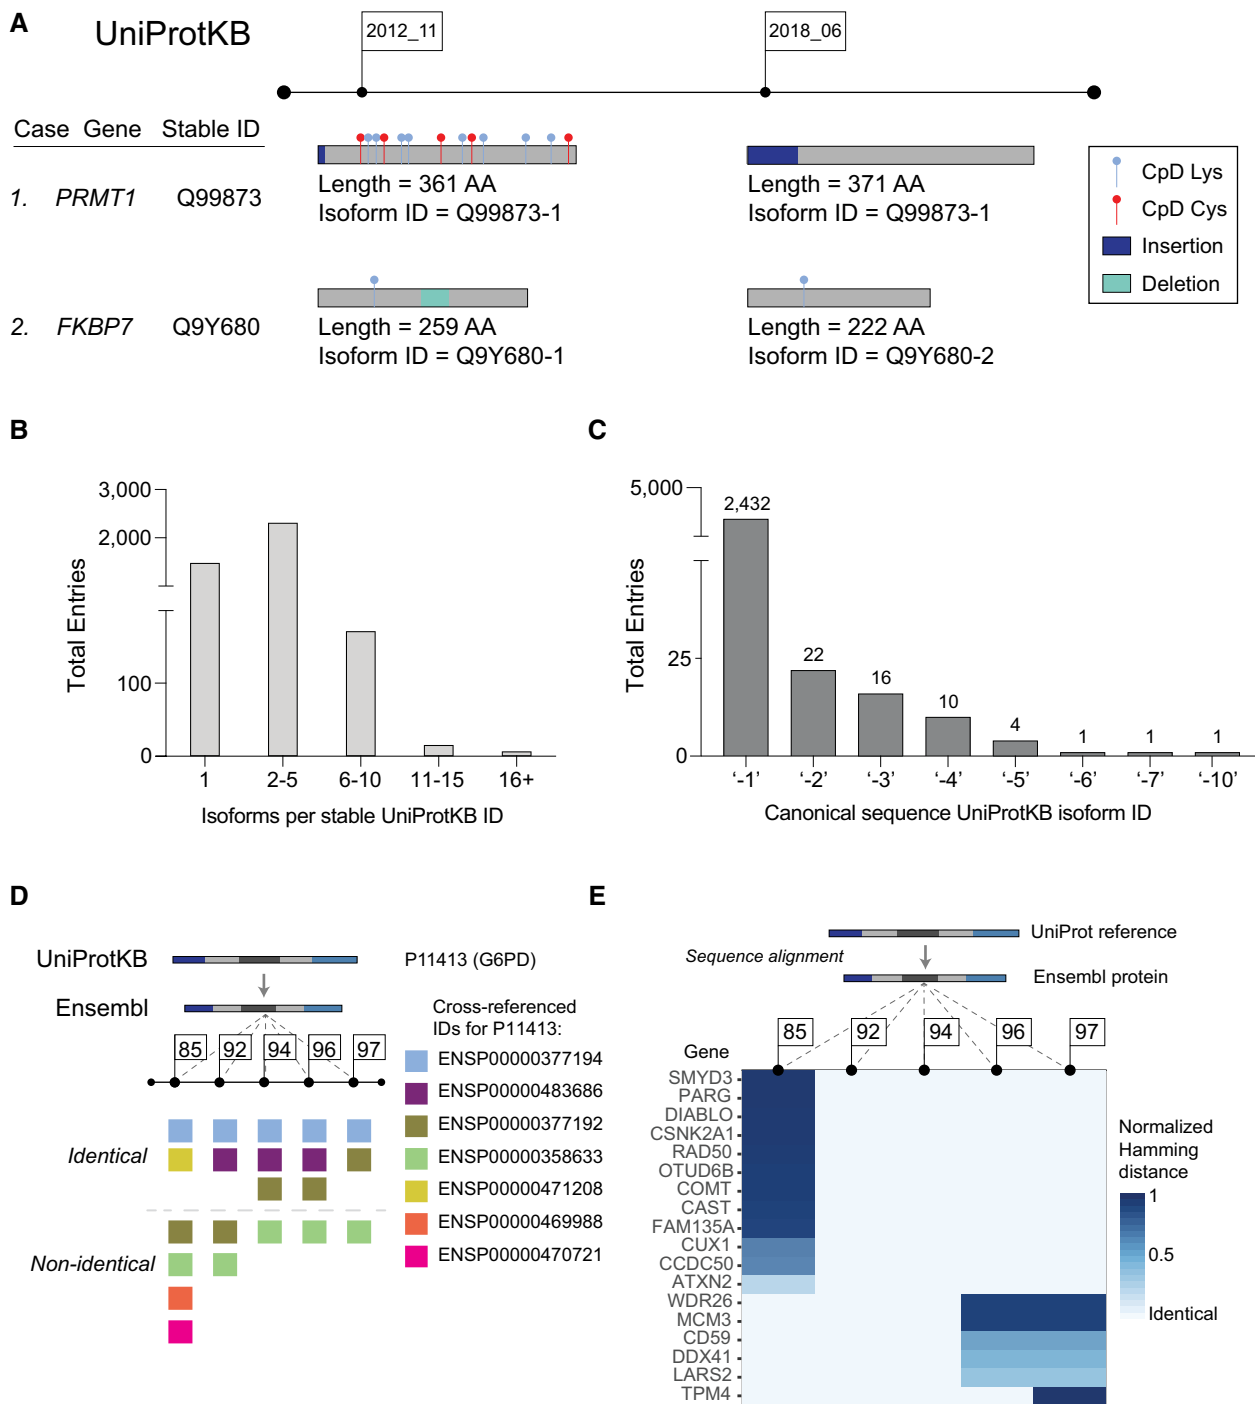 A
UniProtKB
2012_11
2018_06
Case Gene Stable ID
1. PRMT1 Q99873
Length = 361 AA
Isoform ID = Q99873-1
Length = 371 AA
Isoform ID = Q99873-1
2. FKBP7 Q9Y680
Length = 259 AA
Isoform ID = Q9Y680-1
Length = 222 AA
Isoform ID = Q9Y680-2
CpD Lys
CpD Cys
Insertion
Deletion
B
Total Entries
3,000
2,000
100
0
1
2-5
6-10
11-15
16+
Isoforms per stable UniProtKB ID
C
Total Entries
5,000
25
0
2,432
22
16
10
4
1
1
1
‘-1’
‘-2’
‘-3’
‘-4’
‘-5’
‘-6’
‘-7’
‘-10’
Canonical sequence UniProtKB isoform ID
D
UniProtKB
P11413 (G6PD)
Ensembl
85
92
94
96
97
Identical
Non-identical
Cross-referenced
IDs for P11413:
ENSP00000377194
ENSP00000483686
ENSP00000377192
ENSP00000358633
ENSP00000471208
ENSP00000469988
ENSP00000470721
E
UniProt reference
Sequence alignment
Ensembl protein
85
92
94
96
97
Gene
SMYD3
PARG
DIABLO
CSNK2A1
RAD50
OTUD6B
COMT
CAST
FAM135A
CUX1
CCDC50
ATXN2
WDR26
MCM3
CD59
DDX41
LARS2
TPM4
Normalized
Hamming
distance
1
0.5
Identical